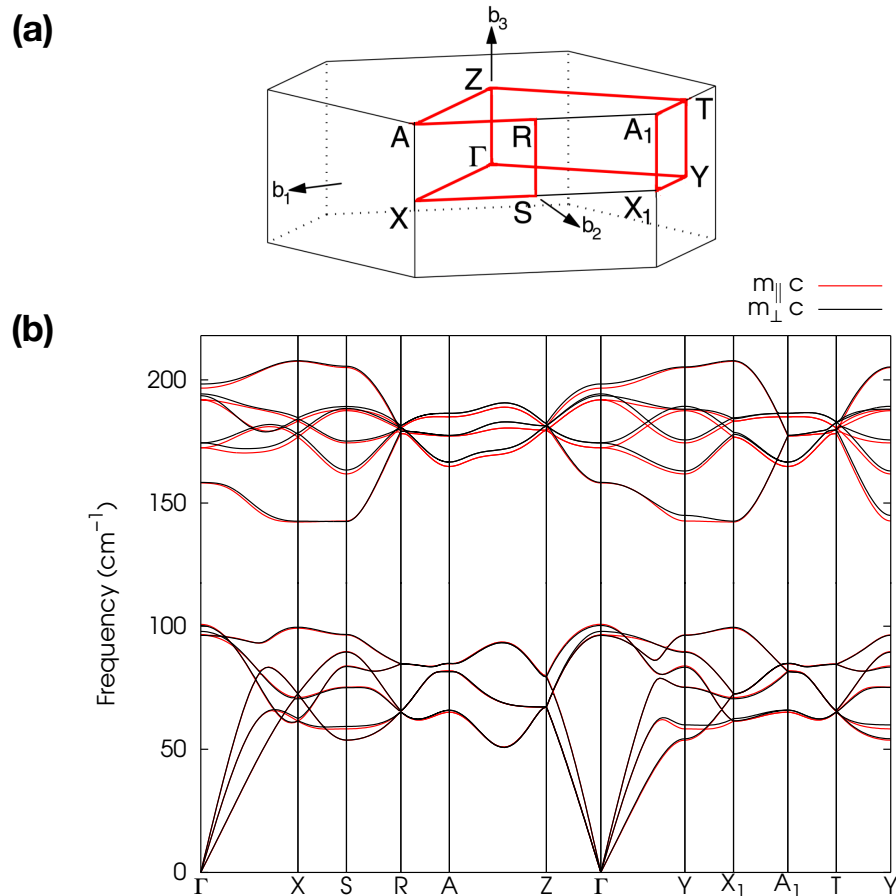 (a)
b3
Z
T
A
R
A1
Γ
Y
b1
X
S
X1
b2
m∥ c
m⊥ c
(b)
200
150
100
50
0
Frequency (cm⁻¹)
Γ X S R A Z Γ Y X1 A1 T Y